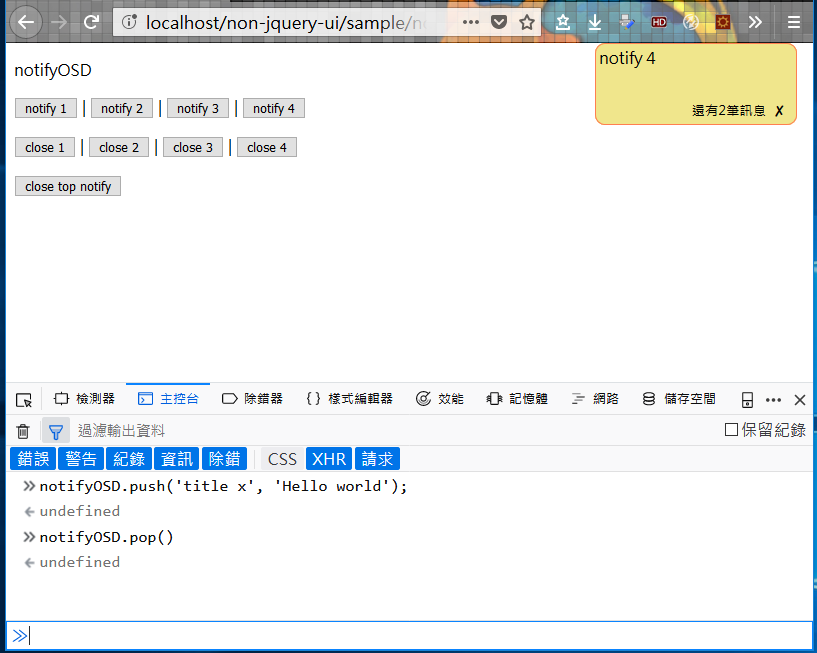 localhost/non-jquery-ui/sample/no
HD
notifyOSD
notify 4
還有2筆訊息 ✗
notify 1 | notify 2 | notify 3 | notify 4
close 1 | close 2 | close 3 | close 4
close top notify
檢測器 主控台 除錯器 {} 樣式編輯器 效能 記憶體 網路 儲存空間
過濾輸出資料 保留紀錄
錯誤 警告 紀錄 資訊 除錯 CSS XHR 請求
notifyOSD.push('title x', 'Hello world');
undefined
notifyOSD.pop()
undefined